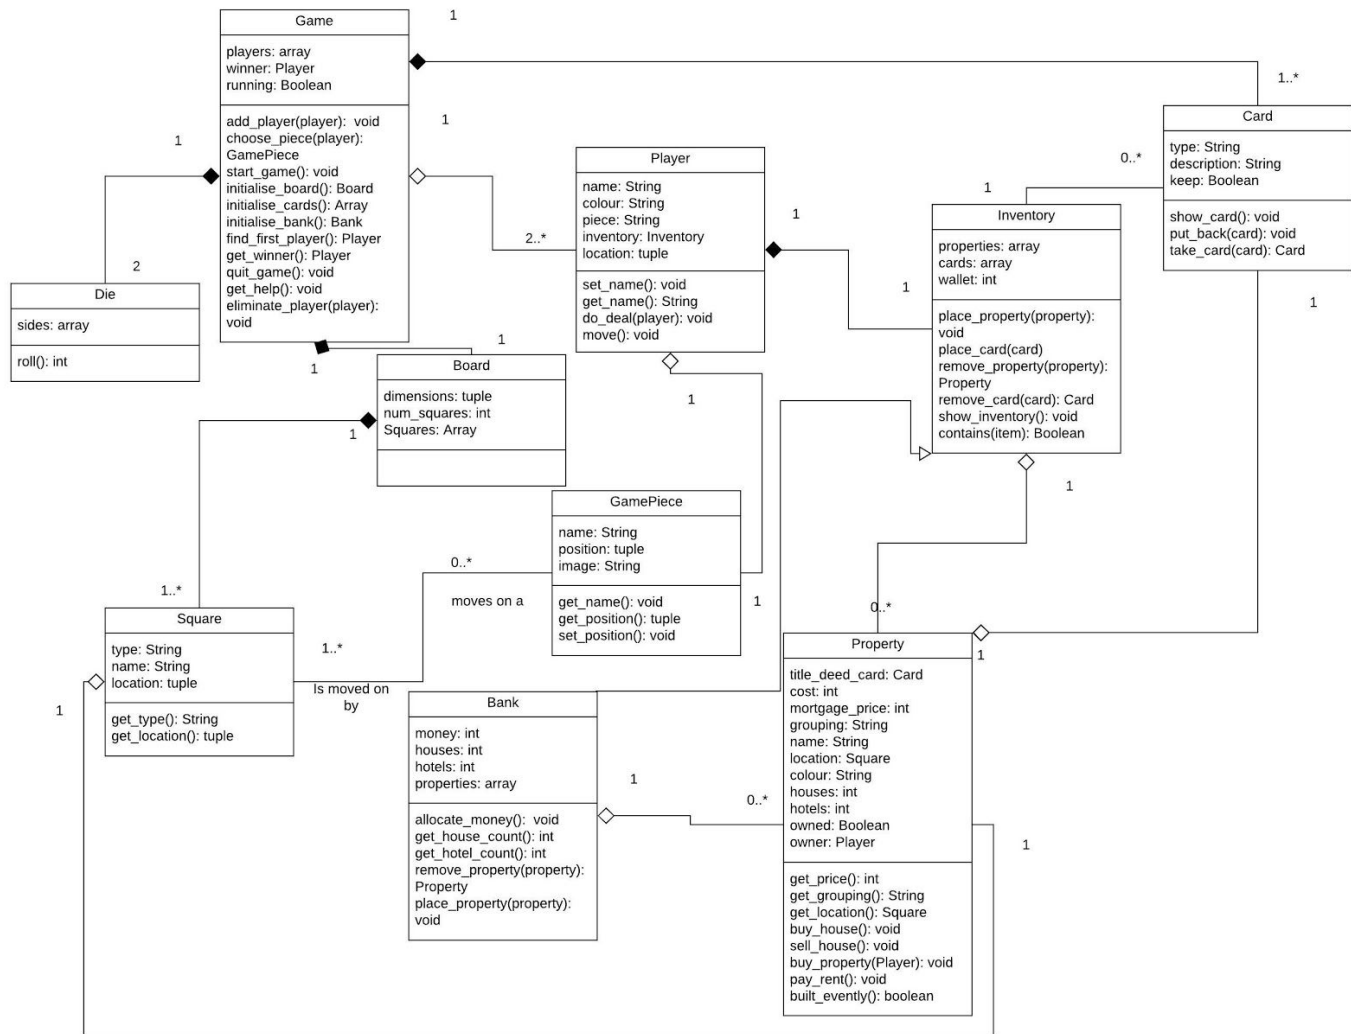 Game
players: array
winner: Player
running: Boolean
add_player(player):  void
choose_piece(player):
GamePiece
start_game(): void
initialise_board(): Board
initialise_cards(): Array
initialise_bank(): Bank
find_first_player(): Player
get_winner(): Player
quit_game(): void
get_help(): void
eliminate_player(player):
void
1
1..*
Card
type: String
description: String
keep: Boolean
show_card(): void
put_back(card): void
take_card(card): Card
1
2
Die
sides: array
roll(): int
1
2..*
Player
name: String
colour: String
piece: String
inventory: Inventory
location: tuple
set_name(): void
get_name(): String
do_deal(player): void
move(): void
1
1
0..*
1
Inventory
properties: array
cards: array
wallet: int
place_property(property):
void
place_card(card)
remove_property(property):
Property
remove_card(card): Card
show_inventory(): void
contains(item): Boolean
1
1
1
Board
dimensions: tuple
num_squares: int
Squares: Array
1
1..*
Square
type: String
name: String
location: tuple
get_type(): String
get_location(): tuple
1
1
GamePiece
name: String
position: tuple
image: String
get_name(): void
get_position(): tuple
set_position(): void
0..*
moves on a
1..*
Is moved on
by
1
0..*
1
1
Property
title_deed_card: Card
cost: int
mortgage_price: int
grouping: String
name: String
location: Square
colour: String
houses: int
hotels: int
owned: Boolean
owner: Player
get_price(): int
get_grouping(): String
get_location(): Square
buy_house(): void
sell_house(): void
buy_property(Player): void
pay_rent(): void
built_evently(): boolean
Bank
money: int
houses: int
hotels: int
properties: array
allocate_money():  void
get_house_count(): int
get_hotel_count(): int
remove_property(property):
Property
place_property(property):
void
1
0..*
1
1